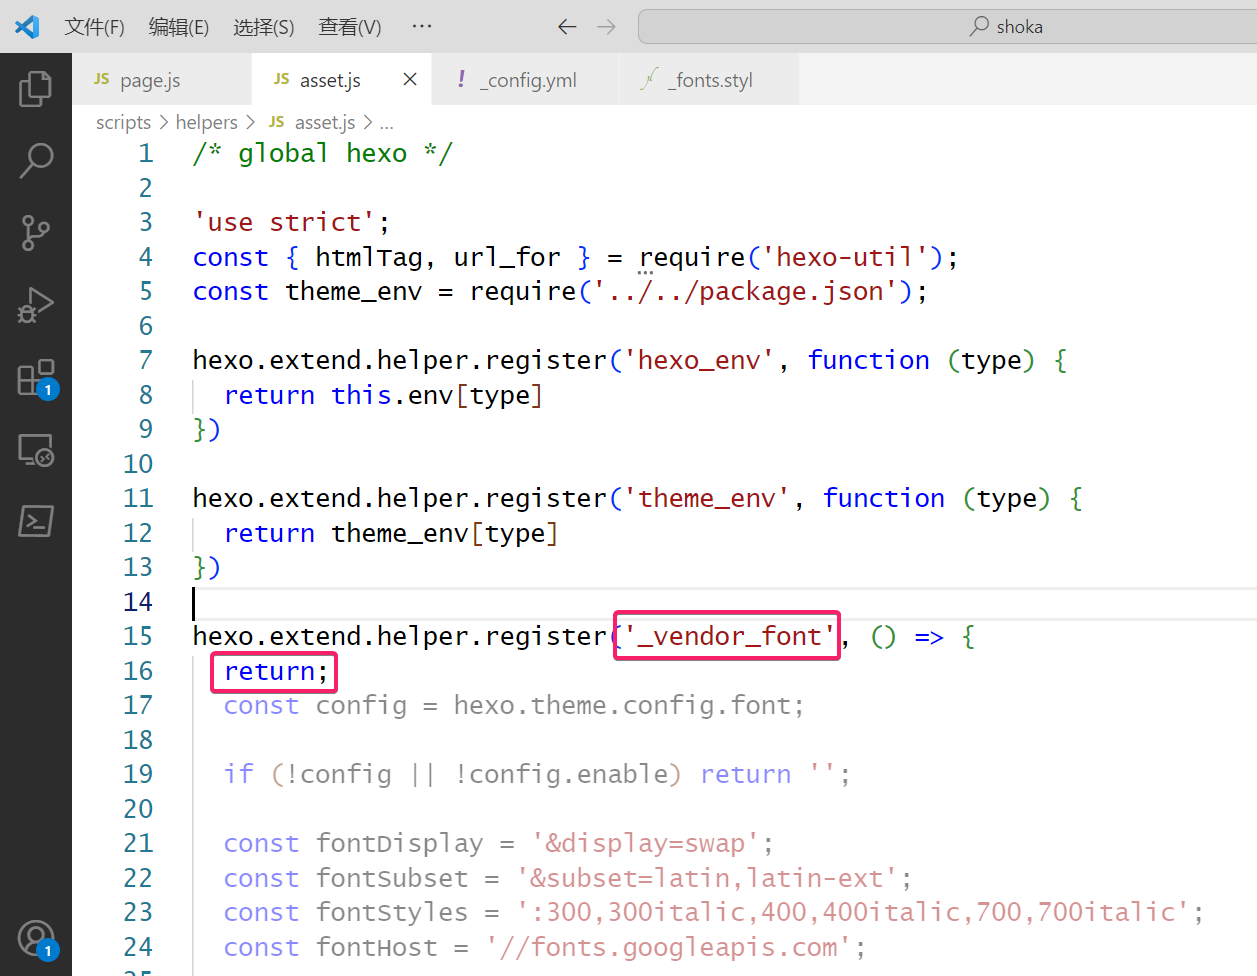 文件(F) 编辑(E) 选择(S) 查看(V) ··· shoka
JS page.js JS asset.js _config.yml _fonts.styl
scripts > helpers > JS asset.js > ...
1 /* global hexo */
2
3 'use strict';
4 const { htmlTag, url_for } = require('hexo-util');
5 const theme_env = require('../../package.json');
6
7 hexo.extend.helper.register('hexo_env', function (type) {
8 return this.env[type]
9 })
10
11 hexo.extend.helper.register('theme_env', function (type) {
12 return theme_env[type]
13 })
14
15 hexo.extend.helper.register('_vendor_font', () => {
16 return;
17 const config = hexo.theme.config.font;
18
19 if (!config || !config.enable) return '';
20
21 const fontDisplay = '&display=swap';
22 const fontSubset = '&subset=latin,latin-ext';
23 const fontStyles = ':300,300italic,400,400italic,700,700italic';
24 const fontHost = '//fonts.googleapis.com';
1
1